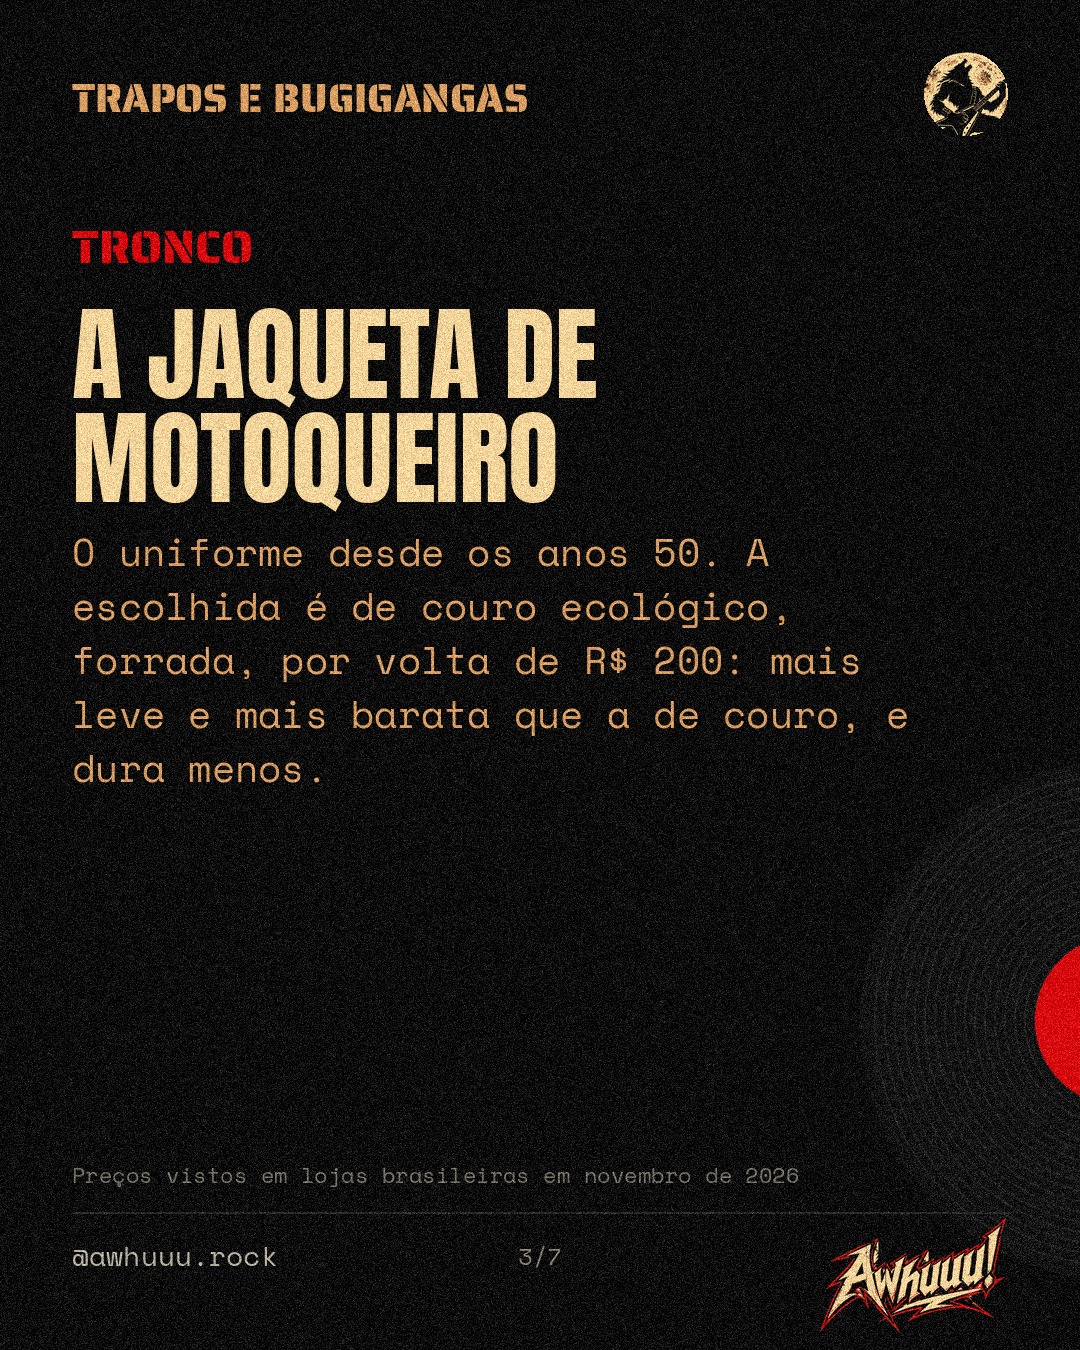 TRAPOS E BUGIGANGAS
TRONCO
A JAQUETA DE
MOTOQUEIRO
O uniforme desde os anos 50. A
escolhida é de couro ecológico,
forrada, por volta de R$ 200: mais
leve e mais barata que a de couro, e
dura menos.
Preços vistos em lojas brasileiras em novembro de 2026
@awhuuu.rock
3/7
Awhuuu!